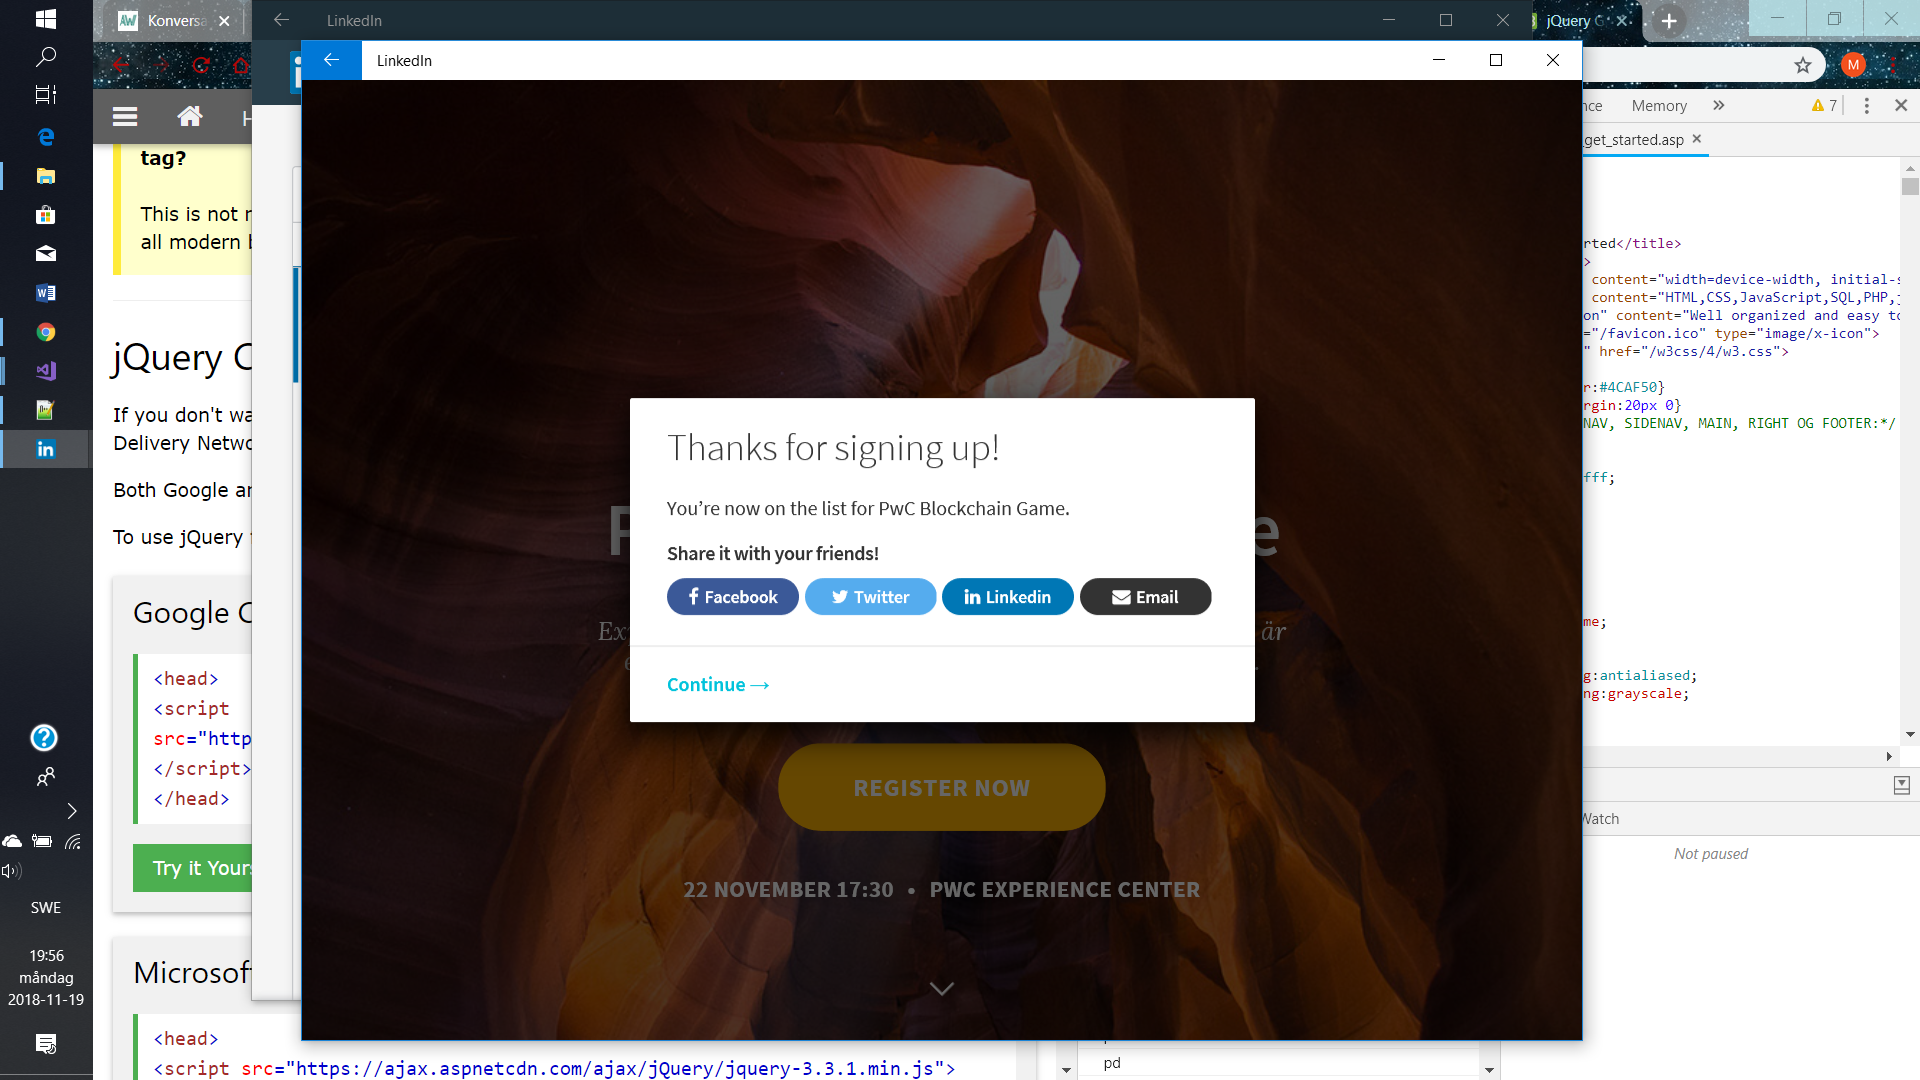 Konversa
LinkedIn
jQuery G
LinkedIn
M
H
nce
Memory
7
_get_started.asp
tag?
This is not r
all modern b
jQuery C
If you don't wa
Delivery Netwo
Both Google an
To use jQuery
Google C
<head>
<script
src="http
</script>
</head>
Try it Yours
Microsoft
<head>
<script src="https://ajax.aspnetcdn.com/ajax/jQuery/jquery-3.3.1.min.js">
Thanks for signing up!
You're now on the list for PwC Blockchain Game.
Share it with your friends!
Facebook
Twitter
Linkedin
Email
Continue →
är
REGISTER NOW
22 NOVEMBER 17:30 • PWC EXPERIENCE CENTER
rted</title>
>
content="width=device-width, initial-s
content="HTML,CSS,JavaScript,SQL,PHP,j
on" content="Well organized and easy to
="/favicon.ico" type="image/x-icon">
" href="/w3css/4/w3.css">
r:#4CAF50}
rgin:20px 0}
NAV, SIDENAV, MAIN, RIGHT OG FOOTER:*/
fff;
me;
g:antialiased;
ng:grayscale;
Watch
Not paused
pd
SWE
19:56
måndag
2018-11-19